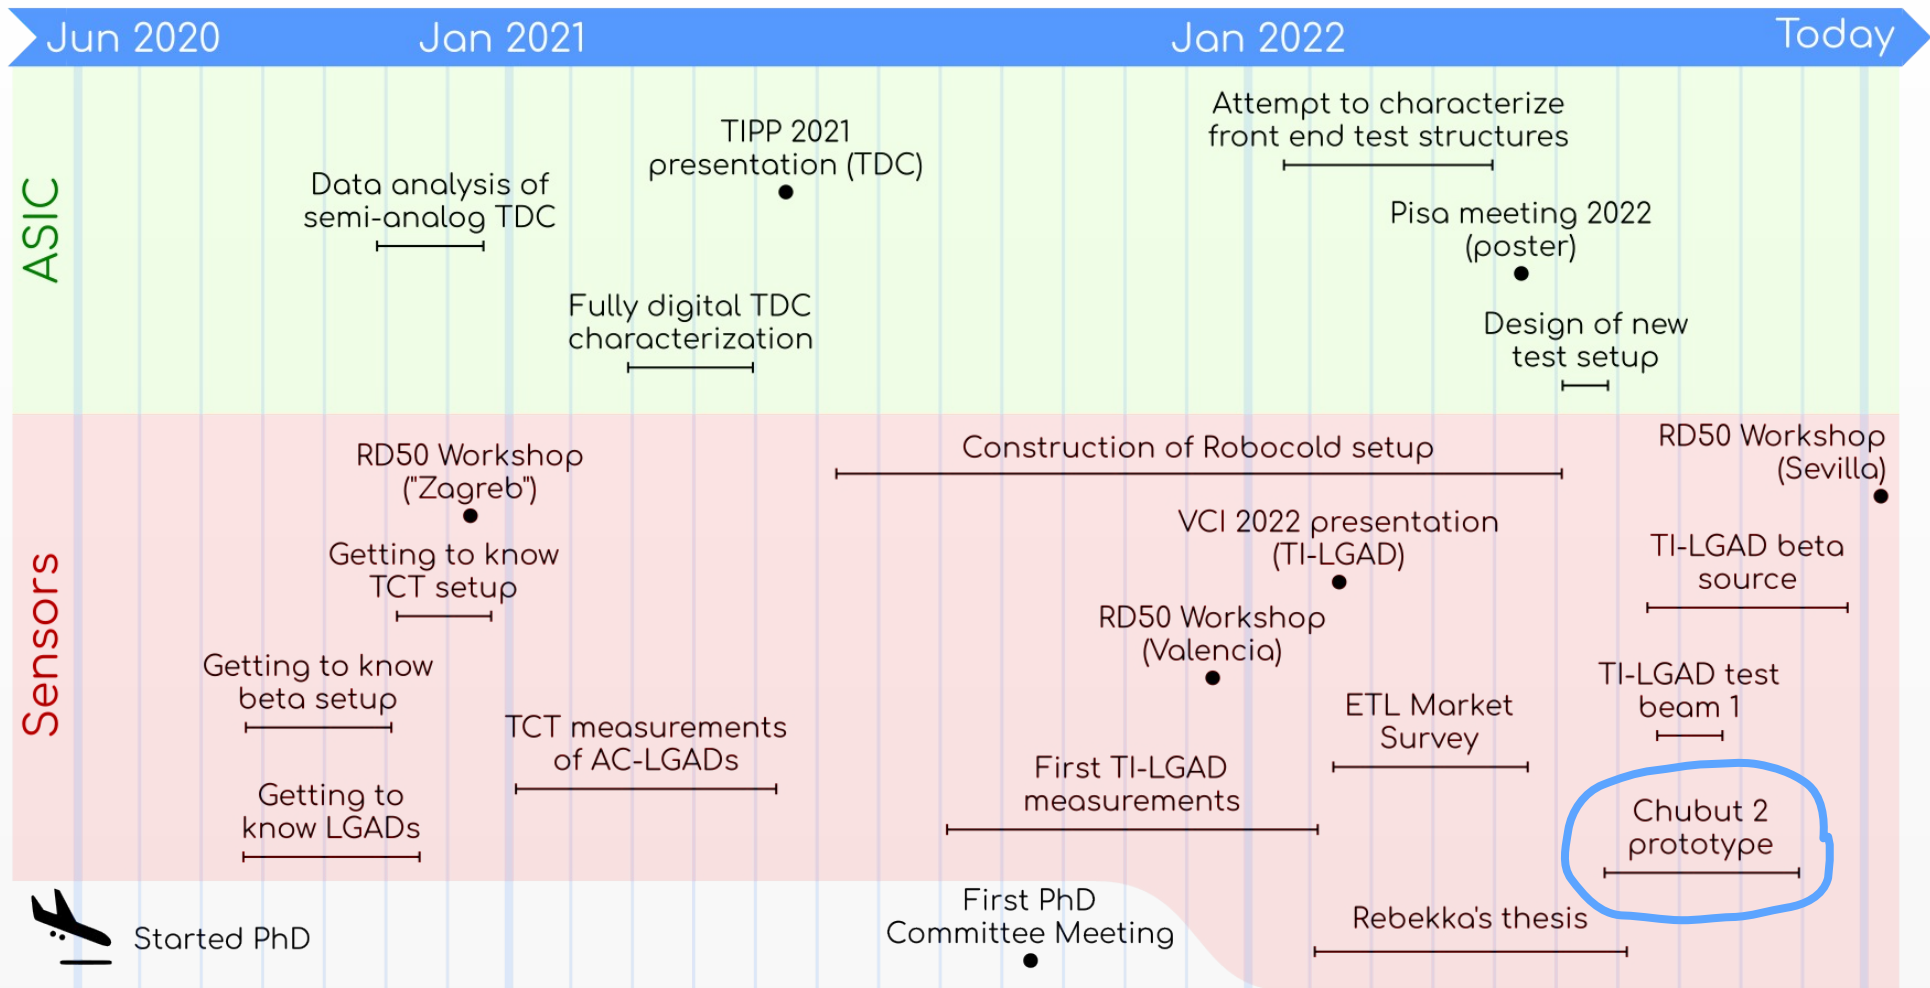 Jun 2020
Jan 2021
Jan 2022
Today
ASIC
Attempt to characterize
front end test structures
TIPP 2021
presentation (TDC)
Data analysis of
semi-analog TDC
Pisa meeting 2022
(poster)
Fully digital TDC
characterization
Design of new
test setup
Sensors
RD50 Workshop
(Sevilla)
Construction of Robocold setup
RD50 Workshop
("Zagreb")
VCI 2022 presentation
(TI-LGAD)
Getting to know
TCT setup
TI-LGAD beta
source
RD50 Workshop
(Valencia)
Getting to know
beta setup
TI-LGAD test
beam 1
ETL Market
Survey
TCT measurements
of AC-LGADs
First TI-LGAD
measurements
Getting to
know LGADs
Chubut 2
prototype
First PhD
Committee Meeting
Rebekka's thesis
Started PhD